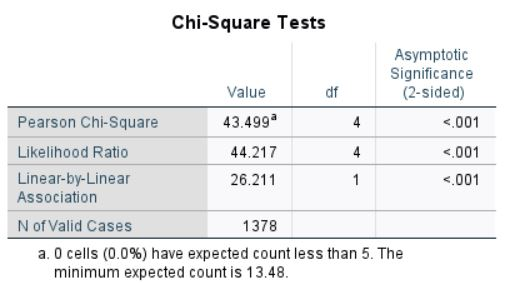 Chi-Square Tests
Value df Asymptotic Significance (2-sided)
Pearson Chi-Square 43.499a 4 <.001
Likelihood Ratio 44.217 4 <.001
Linear-by-Linear Association 26.211 1 <.001
N of Valid Cases 1378
a. 0 cells (0.0%) have expected count less than 5. The
minimum expected count is 13.48.